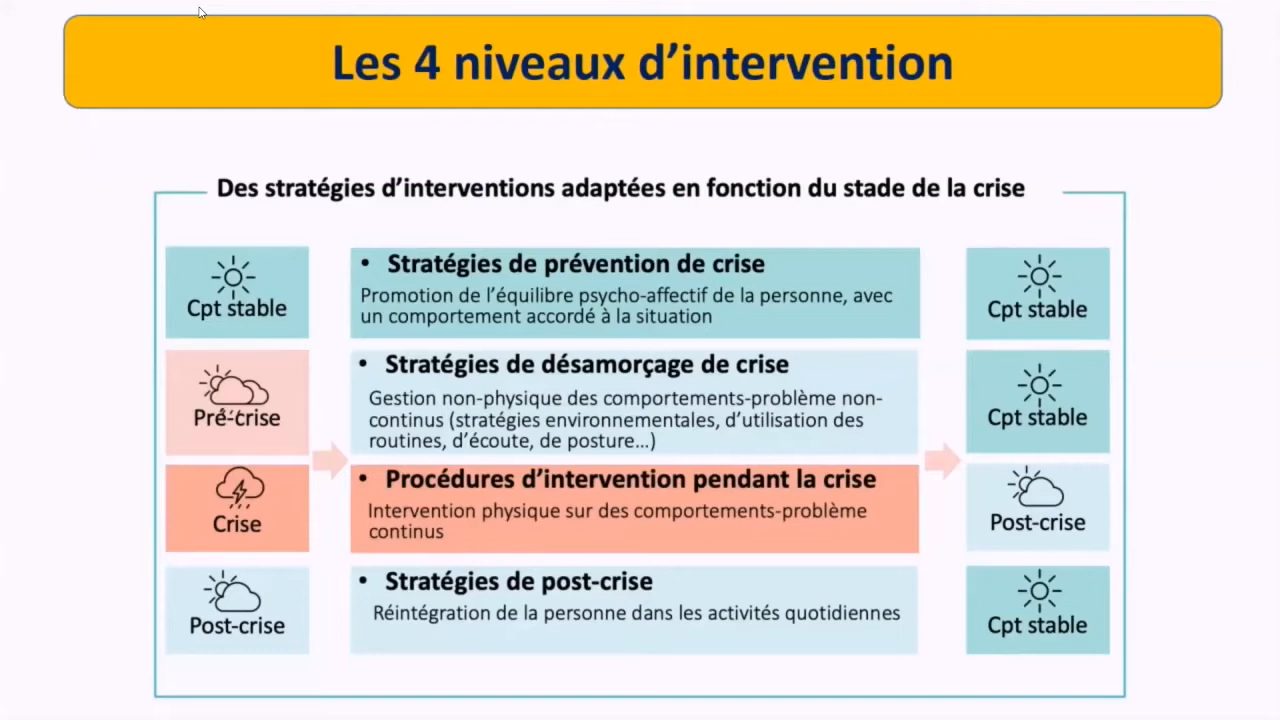 Les 4 niveaux d’intervention
Des stratégies d’interventions adaptées en fonction du stade de la crise
Cpt stable
• Stratégies de prévention de crise
Promotion de l’équilibre psycho-affectif de la personne, avec
un comportement accordé à la situation
Cpt stable
Pré-crise
• Stratégies de désamorçage de crise
Gestion non-physique des comportements-problème non-
continus (stratégies environnementales, d’utilisation des
routines, d’écoute, de posture…)
Cpt stable
Crise
• Procédures d’intervention pendant la crise
Intervention physique sur des comportements-problème
continus
Post-crise
Post-crise
• Stratégies de post-crise
Réintégration de la personne dans les activités quotidiennes
Cpt stable